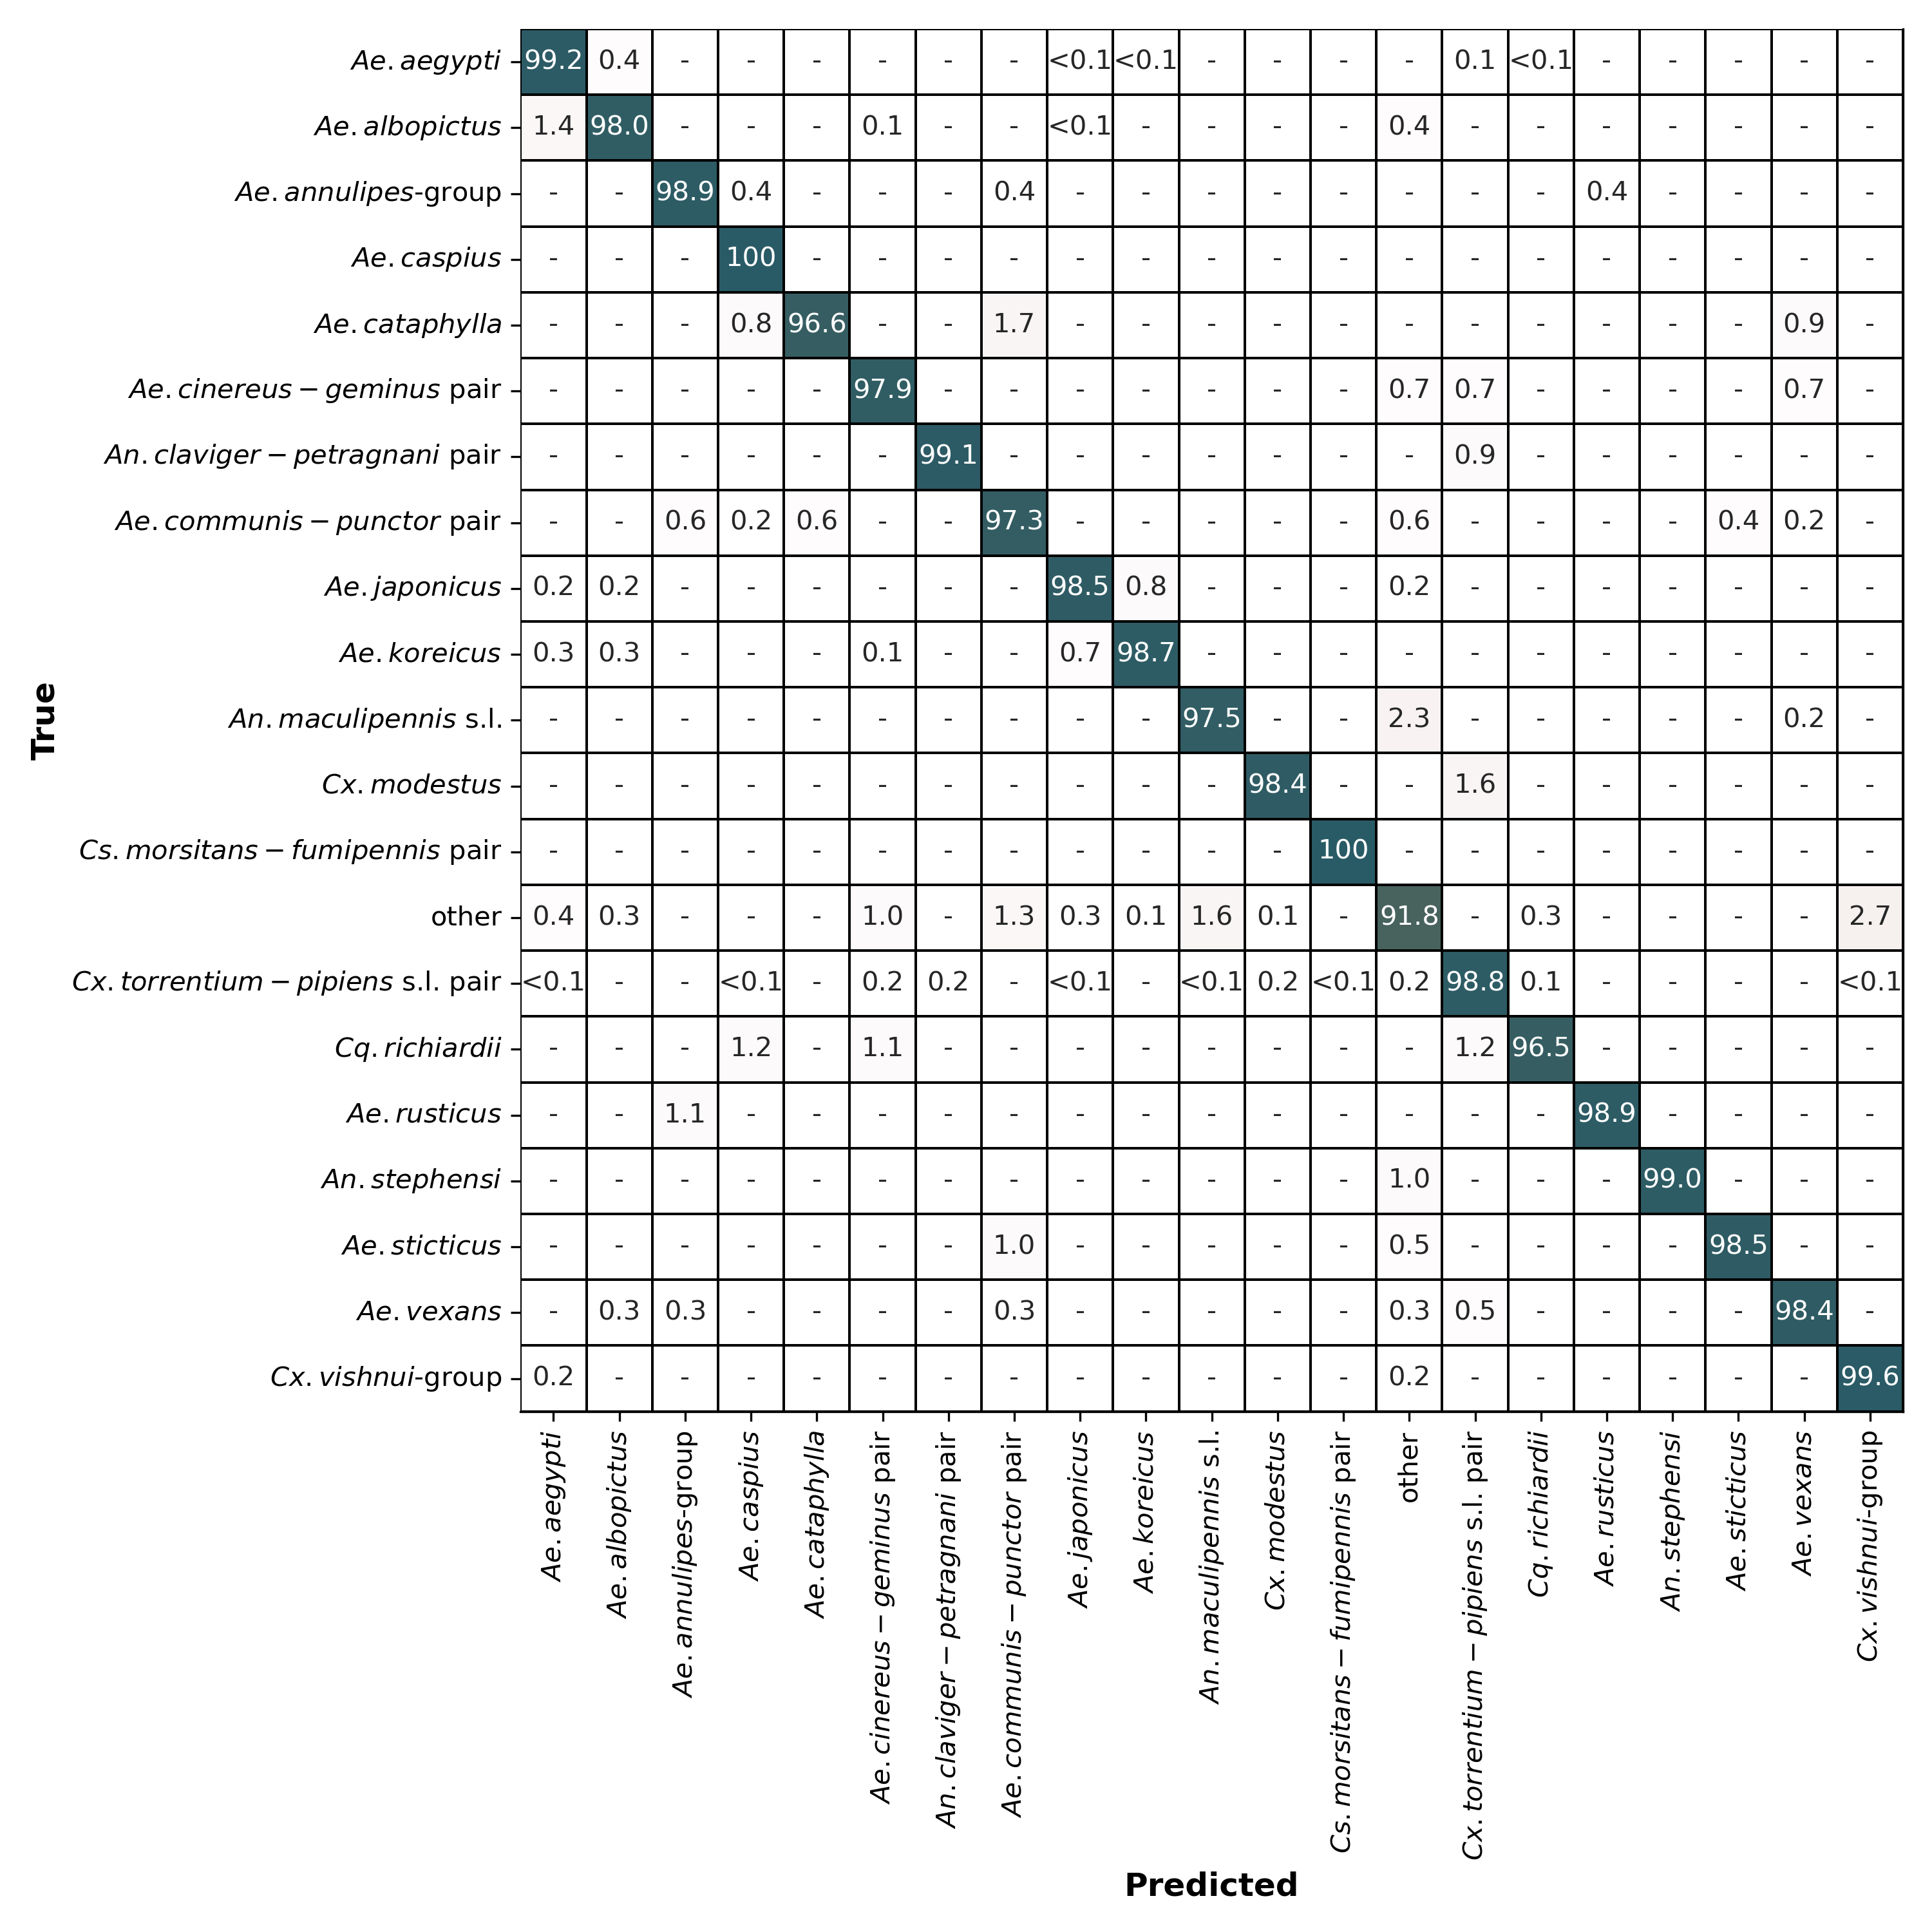 Ae. aegypti 99.2 0.4 - - - - - - <0.1 <0.1 - - - - 0.1 <0.1 - - - - -
Ae. albopictus 1.4 98.0 - - - 0.1 - - <0.1 - - - - 0.4 - - - - - - -
Ae. annulipes-group - - 98.9 0.4 - - - 0.4 - - - - - - - - 0.4 - - - -
Ae. caspius - - - 100 - - - - - - - - - - - - - - - - -
Ae. cataphylla - - - 0.8 96.6 - - 1.7 - - - - - - - - - - - 0.9 -
Ae. cinereus − geminus pair - - - - - 97.9 - - - - - - - 0.7 0.7 - - - - 0.7 -
An. claviger − petragnani pair - - - - - - 99.1 - - - - - - - 0.9 - - - - - -
Ae. communis − punctor pair - - 0.6 0.2 0.6 - - 97.3 - - - - - 0.6 - - - - 0.4 0.2 -
Ae. japonicus 0.2 0.2 - - - - - - 98.5 0.8 - - - 0.2 - - - - - - -
Ae. koreicus 0.3 0.3 - - - 0.1 - - 0.7 98.7 - - - - - - - - - - -
An. maculipennis s.l. - - - - - - - - - - 97.5 - - 2.3 - - - - - 0.2 -
Cx. modestus - - - - - - - - - - - 98.4 - - 1.6 - - - - - -
Cs. morsitans − fumipennis pair - - - - - - - - - - - - 100 - - - - - - - -
other 0.4 0.3 - - - 1.0 - 1.3 0.3 0.1 1.6 0.1 - 91.8 - 0.3 - - - - 2.7
Cx. torrentium − pipiens s.l. pair <0.1 - - <0.1 - 0.2 0.2 - <0.1 - <0.1 0.2 <0.1 0.2 98.8 0.1 - - - - <0.1
Cq. richiardii - - - 1.2 - 1.1 - - - - - - - - 1.2 96.5 - - - - -
Ae. rusticus - - 1.1 - - - - - - - - - - - - - 98.9 - - - -
An. stephensi - - - - - - - - - - - - - 1.0 - - - 99.0 - - -
Ae. sticticus - - - - - - - 1.0 - - - - - 0.5 - - - - 98.5 - -
Ae. vexans - 0.3 0.3 - - - - 0.3 - - - - - 0.3 0.5 - - - - 98.4 -
Cx. vishnui-group 0.2 - - - - - - - - - - - - 0.2 - - - - - - 99.6
True
Ae. aegypti
Ae. albopictus
Ae. annulipes-group
Ae. caspius
Ae. cataphylla
Ae. cinereus − geminus pair
An. claviger − petragnani pair
Ae. communis − punctor pair
Ae. japonicus
Ae. koreicus
An. maculipennis s.l.
Cx. modestus
Cs. morsitans − fumipennis pair
other
Cx. torrentium − pipiens s.l. pair
Cq. richiardii
Ae. rusticus
An. stephensi
Ae. sticticus
Ae. vexans
Cx. vishnui-group
Predicted